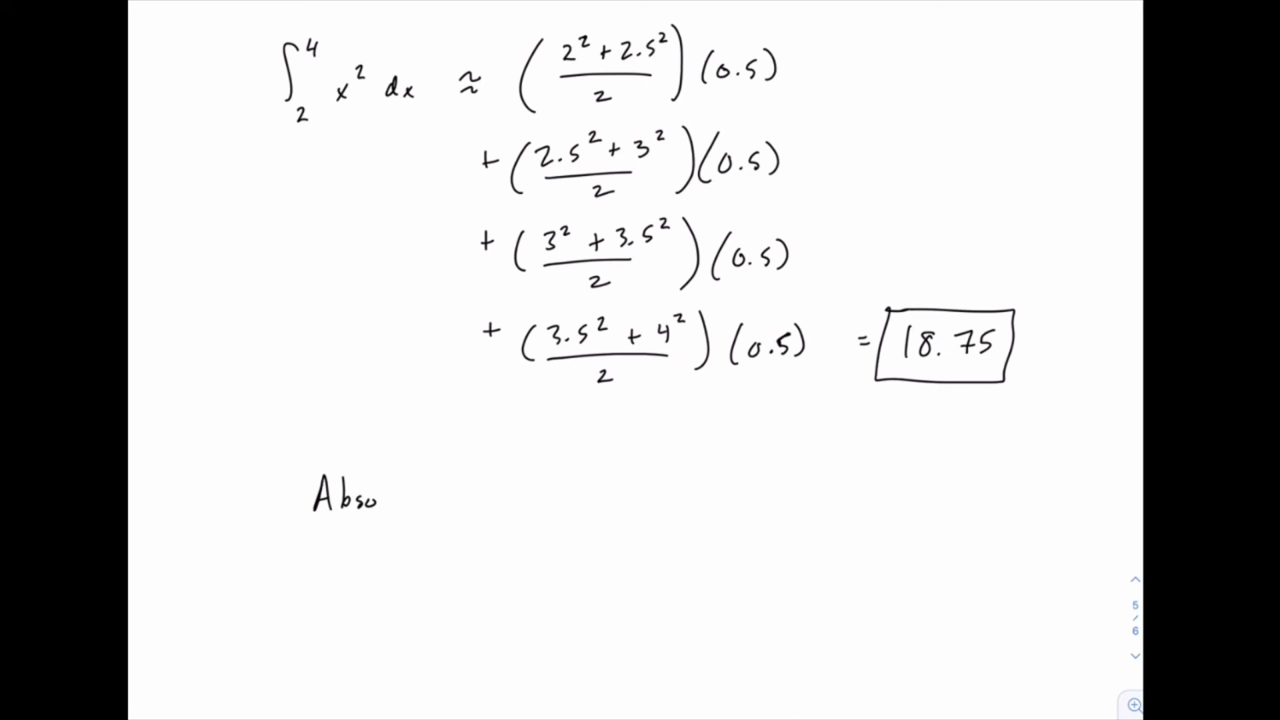 ∫₂⁴ x² dx ≈ ((2² + 2.5²)/2)(0.5)
+ ((2.5² + 3²)/2)(0.5)
+ ((3² + 3.5²)/2)(0.5)
+ ((3.5² + 4²)/2)(0.5) = 18.75
Abso
5
/
6